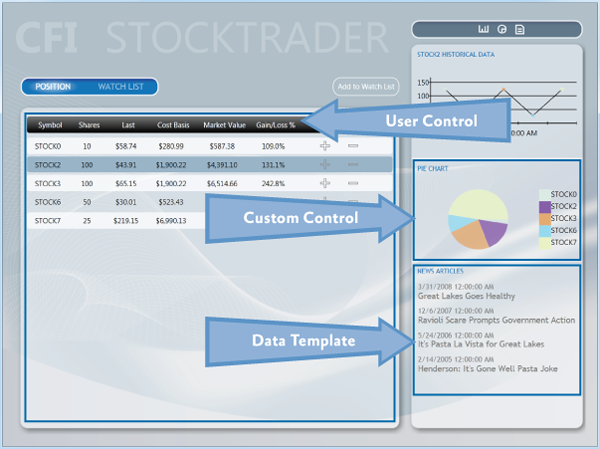 CFI STOCKTRADER
POSITION WATCH LIST
Add to Watch List
Symbol Shares Last Cost Basis Market Value Gain/Loss %
STOCK0 10 $58.74 $280.99 $587.38 109.0%
STOCK2 100 $43.91 $1,900.22 $4,391.10 131.1%
STOCK3 100 $65.15 $1,900.22 $6,514.66 242.8%
STOCK6 50 $30.01 $523.43
STOCK7 25 $219.15 $6,990.13
User Control
Custom Control
Data Template
STOCK2 HISTORICAL DATA
150
100
0:00 AM
PIE CHART
STOCK0
STOCK2
STOCK3
STOCK6
STOCK7
NEWS ARTICLES
3/31/2008 12:00:00 AM
Great Lakes Goes Healthy
12/6/2007 12:00:00 AM
Ravioli Scare Prompts Government Action
5/24/2006 12:00:00 AM
It's Pasta La Vista for Great Lakes
2/14/2005 12:00:00 AM
Henderson: It's Gone Well Pasta Joke